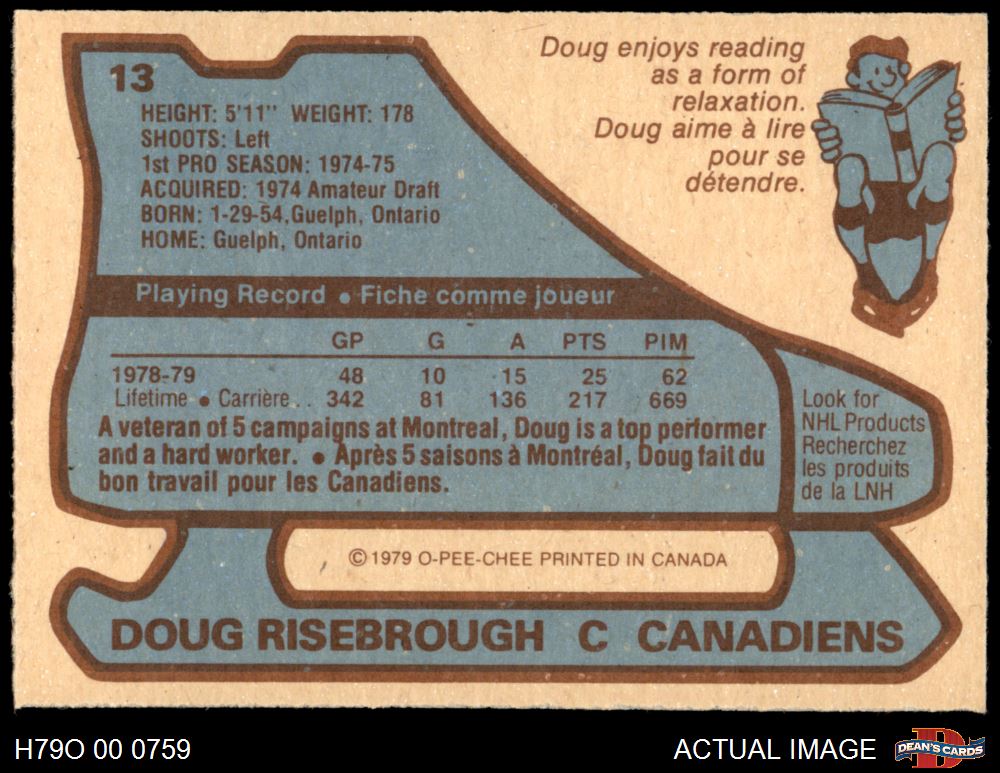 13
HEIGHT: 5'11" WEIGHT: 178
SHOOTS: Left
1st PRO SEASON: 1974-75
ACQUIRED: 1974 Amateur Draft
BORN: 1-29-54, Guelph, Ontario
HOME: Guelph, Ontario
Doug enjoys reading
as a form of
relaxation.
Doug aime à lire
pour se
détendre.
Playing Record • Fiche comme joueur
GP G A PTS PIM
1978-79 48 10 15 25 62
Lifetime • Carrière . . 342 81 136 217 669
A veteran of 5 campaigns at Montreal, Doug is a top performer
and a hard worker. • Après 5 saisons à Montréal, Doug fait du
bon travail pour les Canadiens.
Look for
NHL Products
Recherchez
les produits
de la LNH
© 1979 O-PEE-CHEE PRINTED IN CANADA
DOUG RISEBROUGH C CANADIENS
H79O 00 0759
ACTUAL IMAGE
DEAN'S CARDS